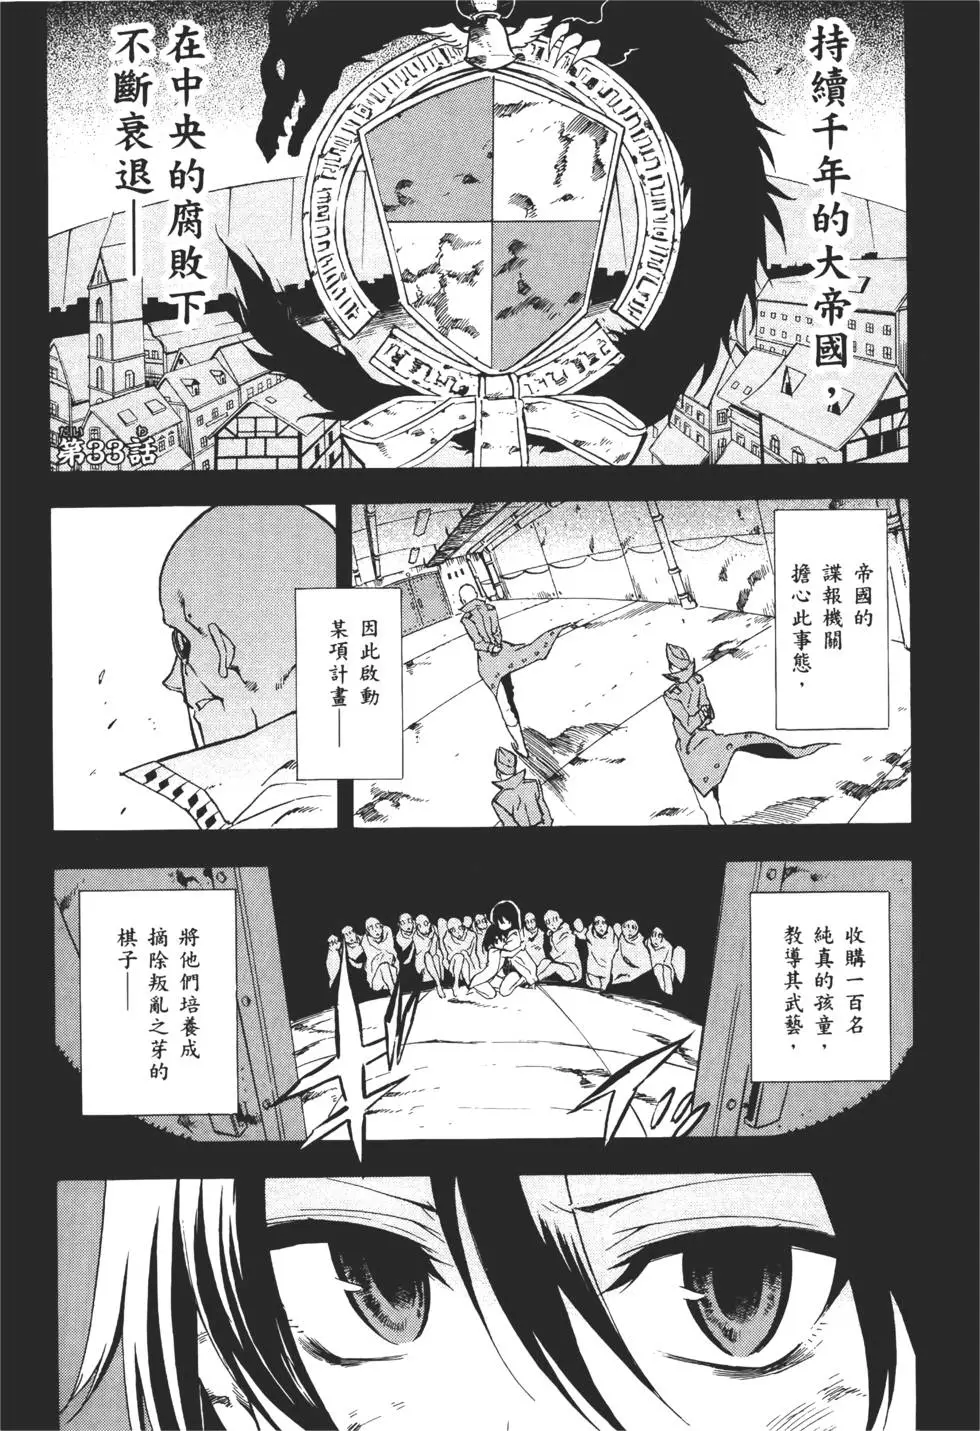 持續千年的大帝國，
在中央的腐敗下
不斷衰退——
第33話
帝國的
諜報機關
擔心此事態，
因此啟動
某項計畫——
收購一百名
純真的孩童，
教導其武藝，
將他們培養成
摘除叛亂之芽的
棋子——